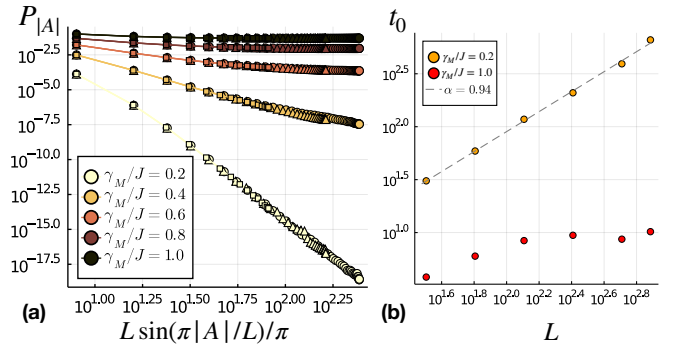 P_{|A|}
10^{-2.5}
10^{-5.0}
10^{-7.5}
10^{-10.0}
10^{-12.5}
10^{-15.0}
10^{-17.5}
γ_M/J = 0.2
γ_M/J = 0.4
γ_M/J = 0.6
γ_M/J = 0.8
γ_M/J = 1.0
(a)
10^{1.00} 10^{1.25} 10^{1.50} 10^{1.75} 10^{2.00} 10^{2.25}
L sin(π|A|/L)/π
t_0
10^{2.5}
10^{2.0}
10^{1.5}
10^{1.0}
γ_M/J = 0.2
γ_M/J = 1.0
α = 0.94
(b)
10^{1.6} 10^{1.8} 10^{2.0} 10^{2.2} 10^{2.4} 10^{2.6} 10^{2.8}
L